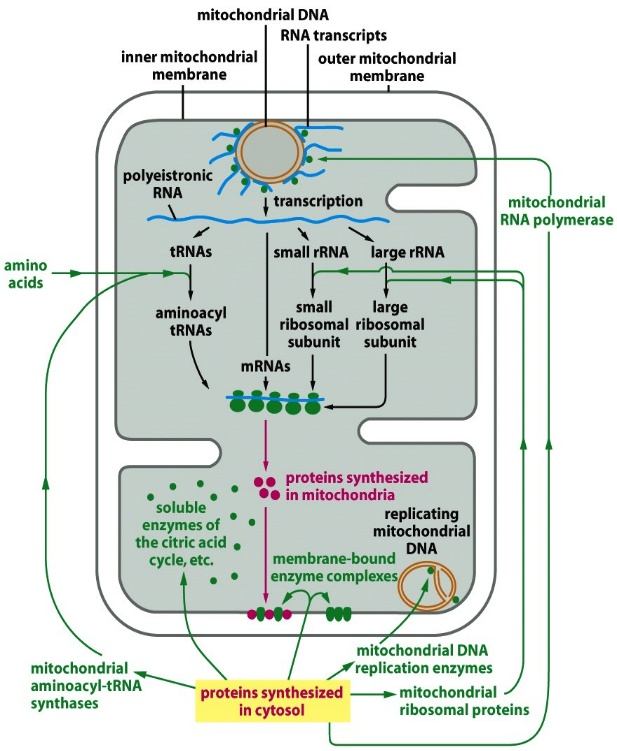 mitochondrial DNA
RNA transcripts
inner mitochondrial
membrane
outer mitochondrial
membrane
polyeistronic
RNA
transcription
mitochondrial
RNA polymerase
tRNAs
small rRNA
large rRNA
amino
acids
aminoacyl
tRNAs
small
ribosomal
subunit
large
ribosomal
subunit
mRNAs
proteins synthesized
in mitochondria
soluble
enzymes of
the citric acid
cycle, etc.
replicating
mitochondrial
DNA
membrane-bound
enzyme complexes
mitochondrial DNA
replication enzymes
mitochondrial
aminoacyl-tRNA
synthases
proteins synthesized
in cytosol
mitochondrial
ribosomal proteins